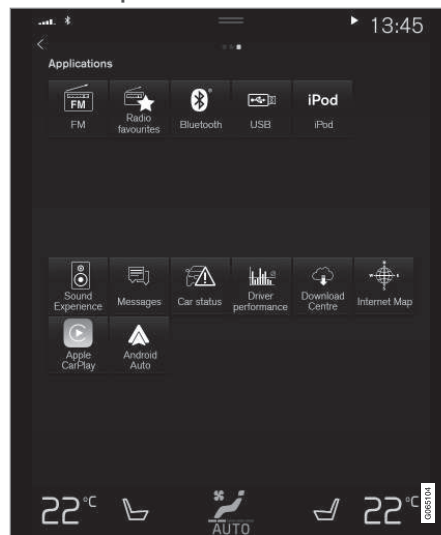 13:45
Applications
FM
iPod
FM
Radio
favourites
Bluetooth
USB
iPod
Sound
Experience
Messages
Car status
Driver
performance
Download
Centre
Internet Map
Apple
CarPlay
Android
Auto
22°C
AUTO
22°C
G065104